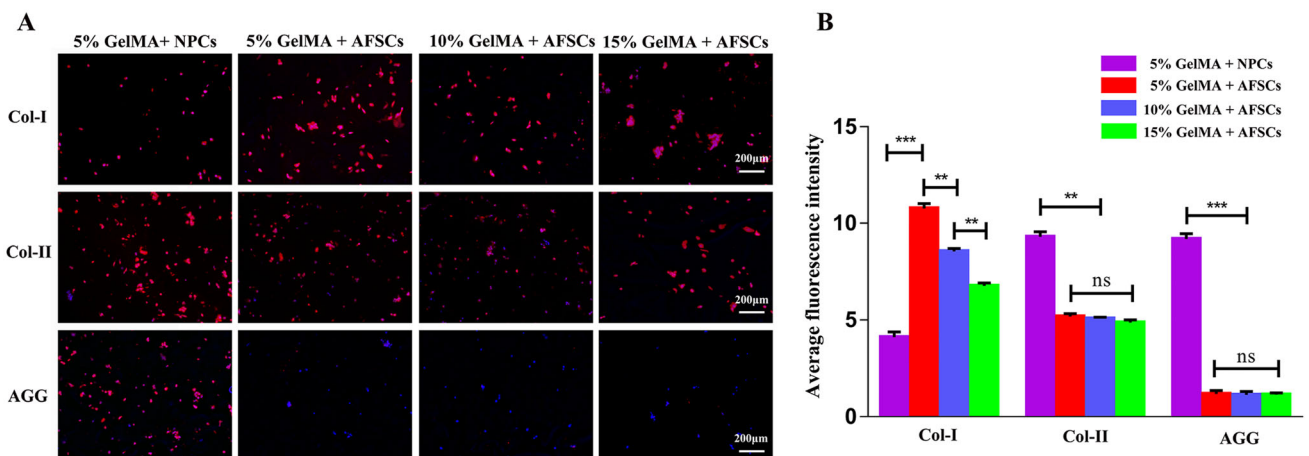 A
5% GelMA+ NPCs
5% GelMA + AFSCs
10% GelMA + AFSCs
15% GelMA + AFSCs
Col-I
200μm
Col-II
200μm
AGG
200μm
B
5% GelMA + NPCs
5% GelMA + AFSCs
10% GelMA + AFSCs
15% GelMA + AFSCs
Average fluorescence intensity
15
10
5
0
***
**
**
**
ns
***
ns
Col-I
Col-II
AGG